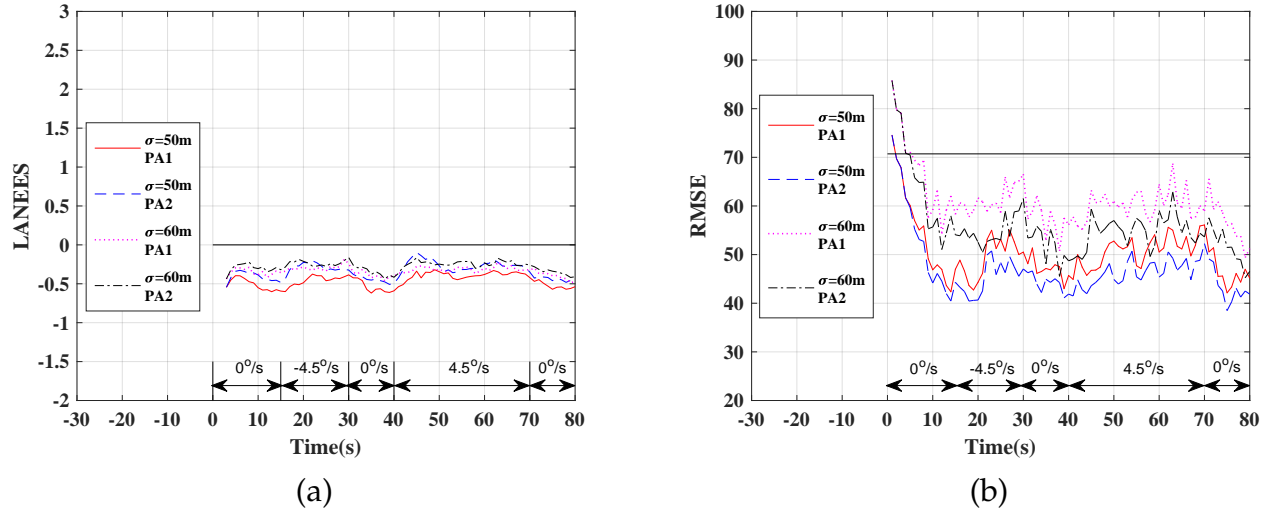 3
2.5
2
1.5
1
0.5
0
-0.5
-1
-1.5
-2
LANEES
σ=50m
PA1
σ=50m
PA2
σ=60m
PA1
σ=60m
PA2
0°/s
-4.5°/s
0°/s
4.5°/s
0°/s
-30 -20 -10 0 10 20 30 40 50 60 70 80
Time(s)
(a)
100
90
80
70
60
50
40
30
20
RMSE
σ=50m
PA1
σ=50m
PA2
σ=60m
PA1
σ=60m
PA2
0°/s
-4.5°/s
0°/s
4.5°/s
0°/s
-30 -20 -10 0 10 20 30 40 50 60 70 80
Time(s)
(b)